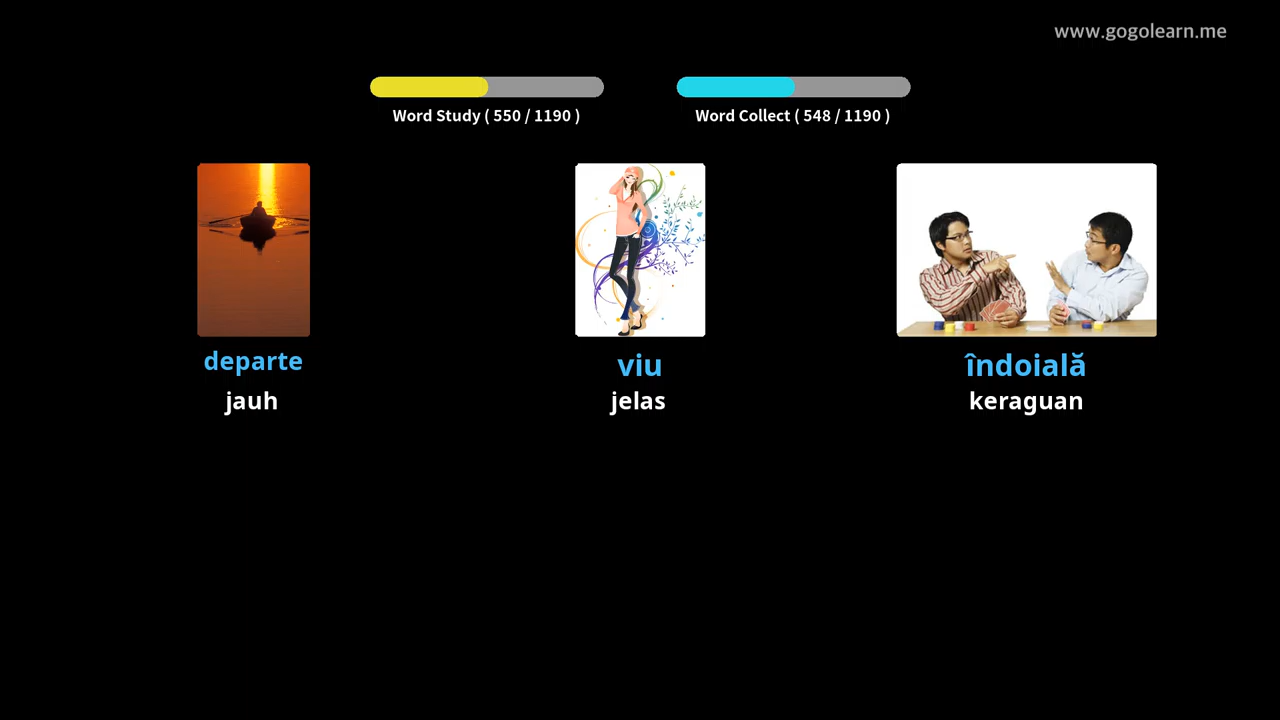 www.gogolearn.me
Word Study ( 550 / 1190 )
Word Collect ( 548 / 1190 )
departe
viu
îndoială
jauh
jelas
keraguan